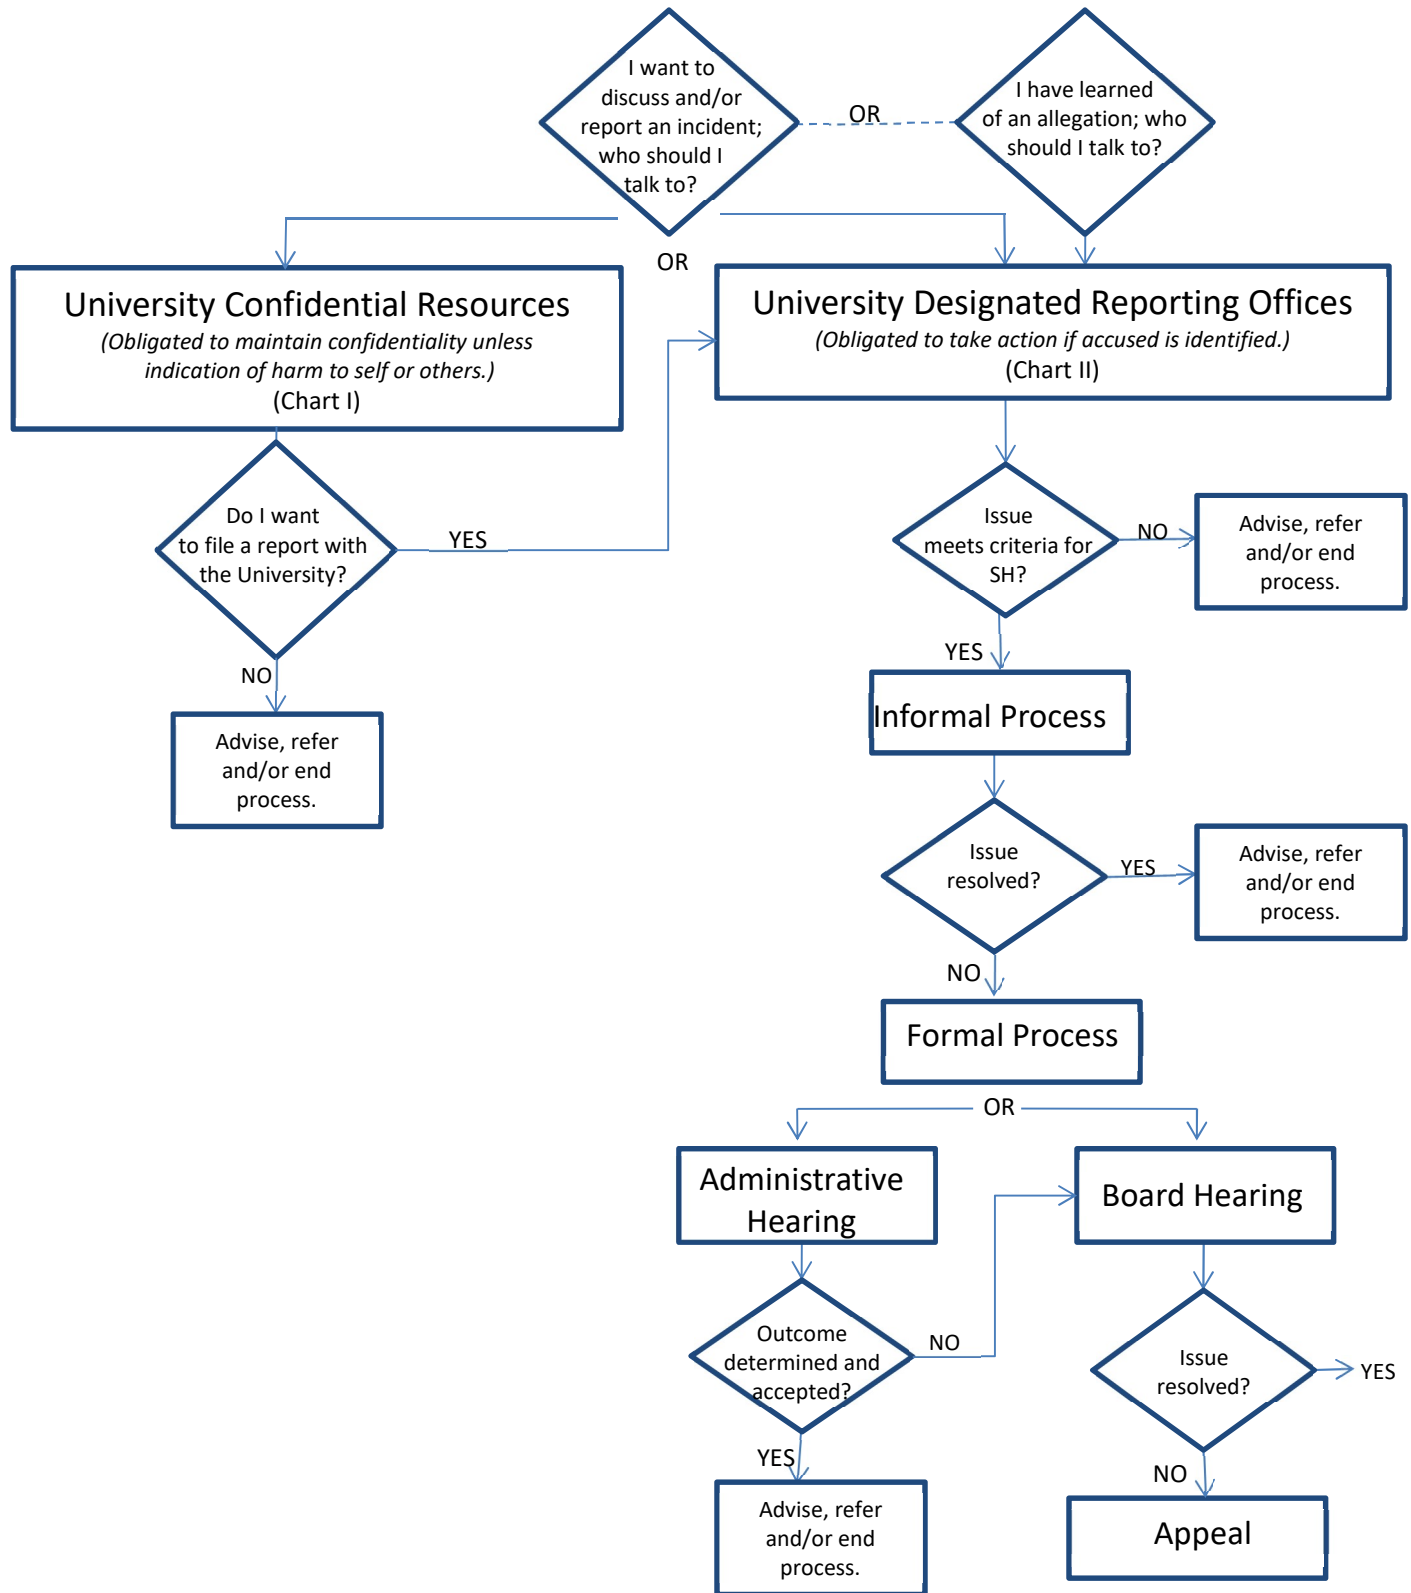 I want to
discuss and/or
report an incident;
who should I
talk to?
OR
I have learned
of an allegation; who
should I talk to?
OR
University Confidential Resources
(Obligated to maintain confidentiality unless
indication of harm to self or others.)
(Chart I)
University Designated Reporting Offices
(Obligated to take action if accused is identified.)
(Chart II)
Do I want
to file a report with
the University?
YES
NO
Advise, refer
and/or end
process.
Issue
meets criteria for
SH?
NO
Advise, refer
and/or end
process.
YES
Informal Process
Issue
resolved?
YES
Advise, refer
and/or end
process.
NO
Formal Process
OR
Administrative
Hearing
Board Hearing
Outcome
determined and
accepted?
NO
Issue
resolved?
YES
YES
Advise, refer
and/or end
process.
NO
Appeal